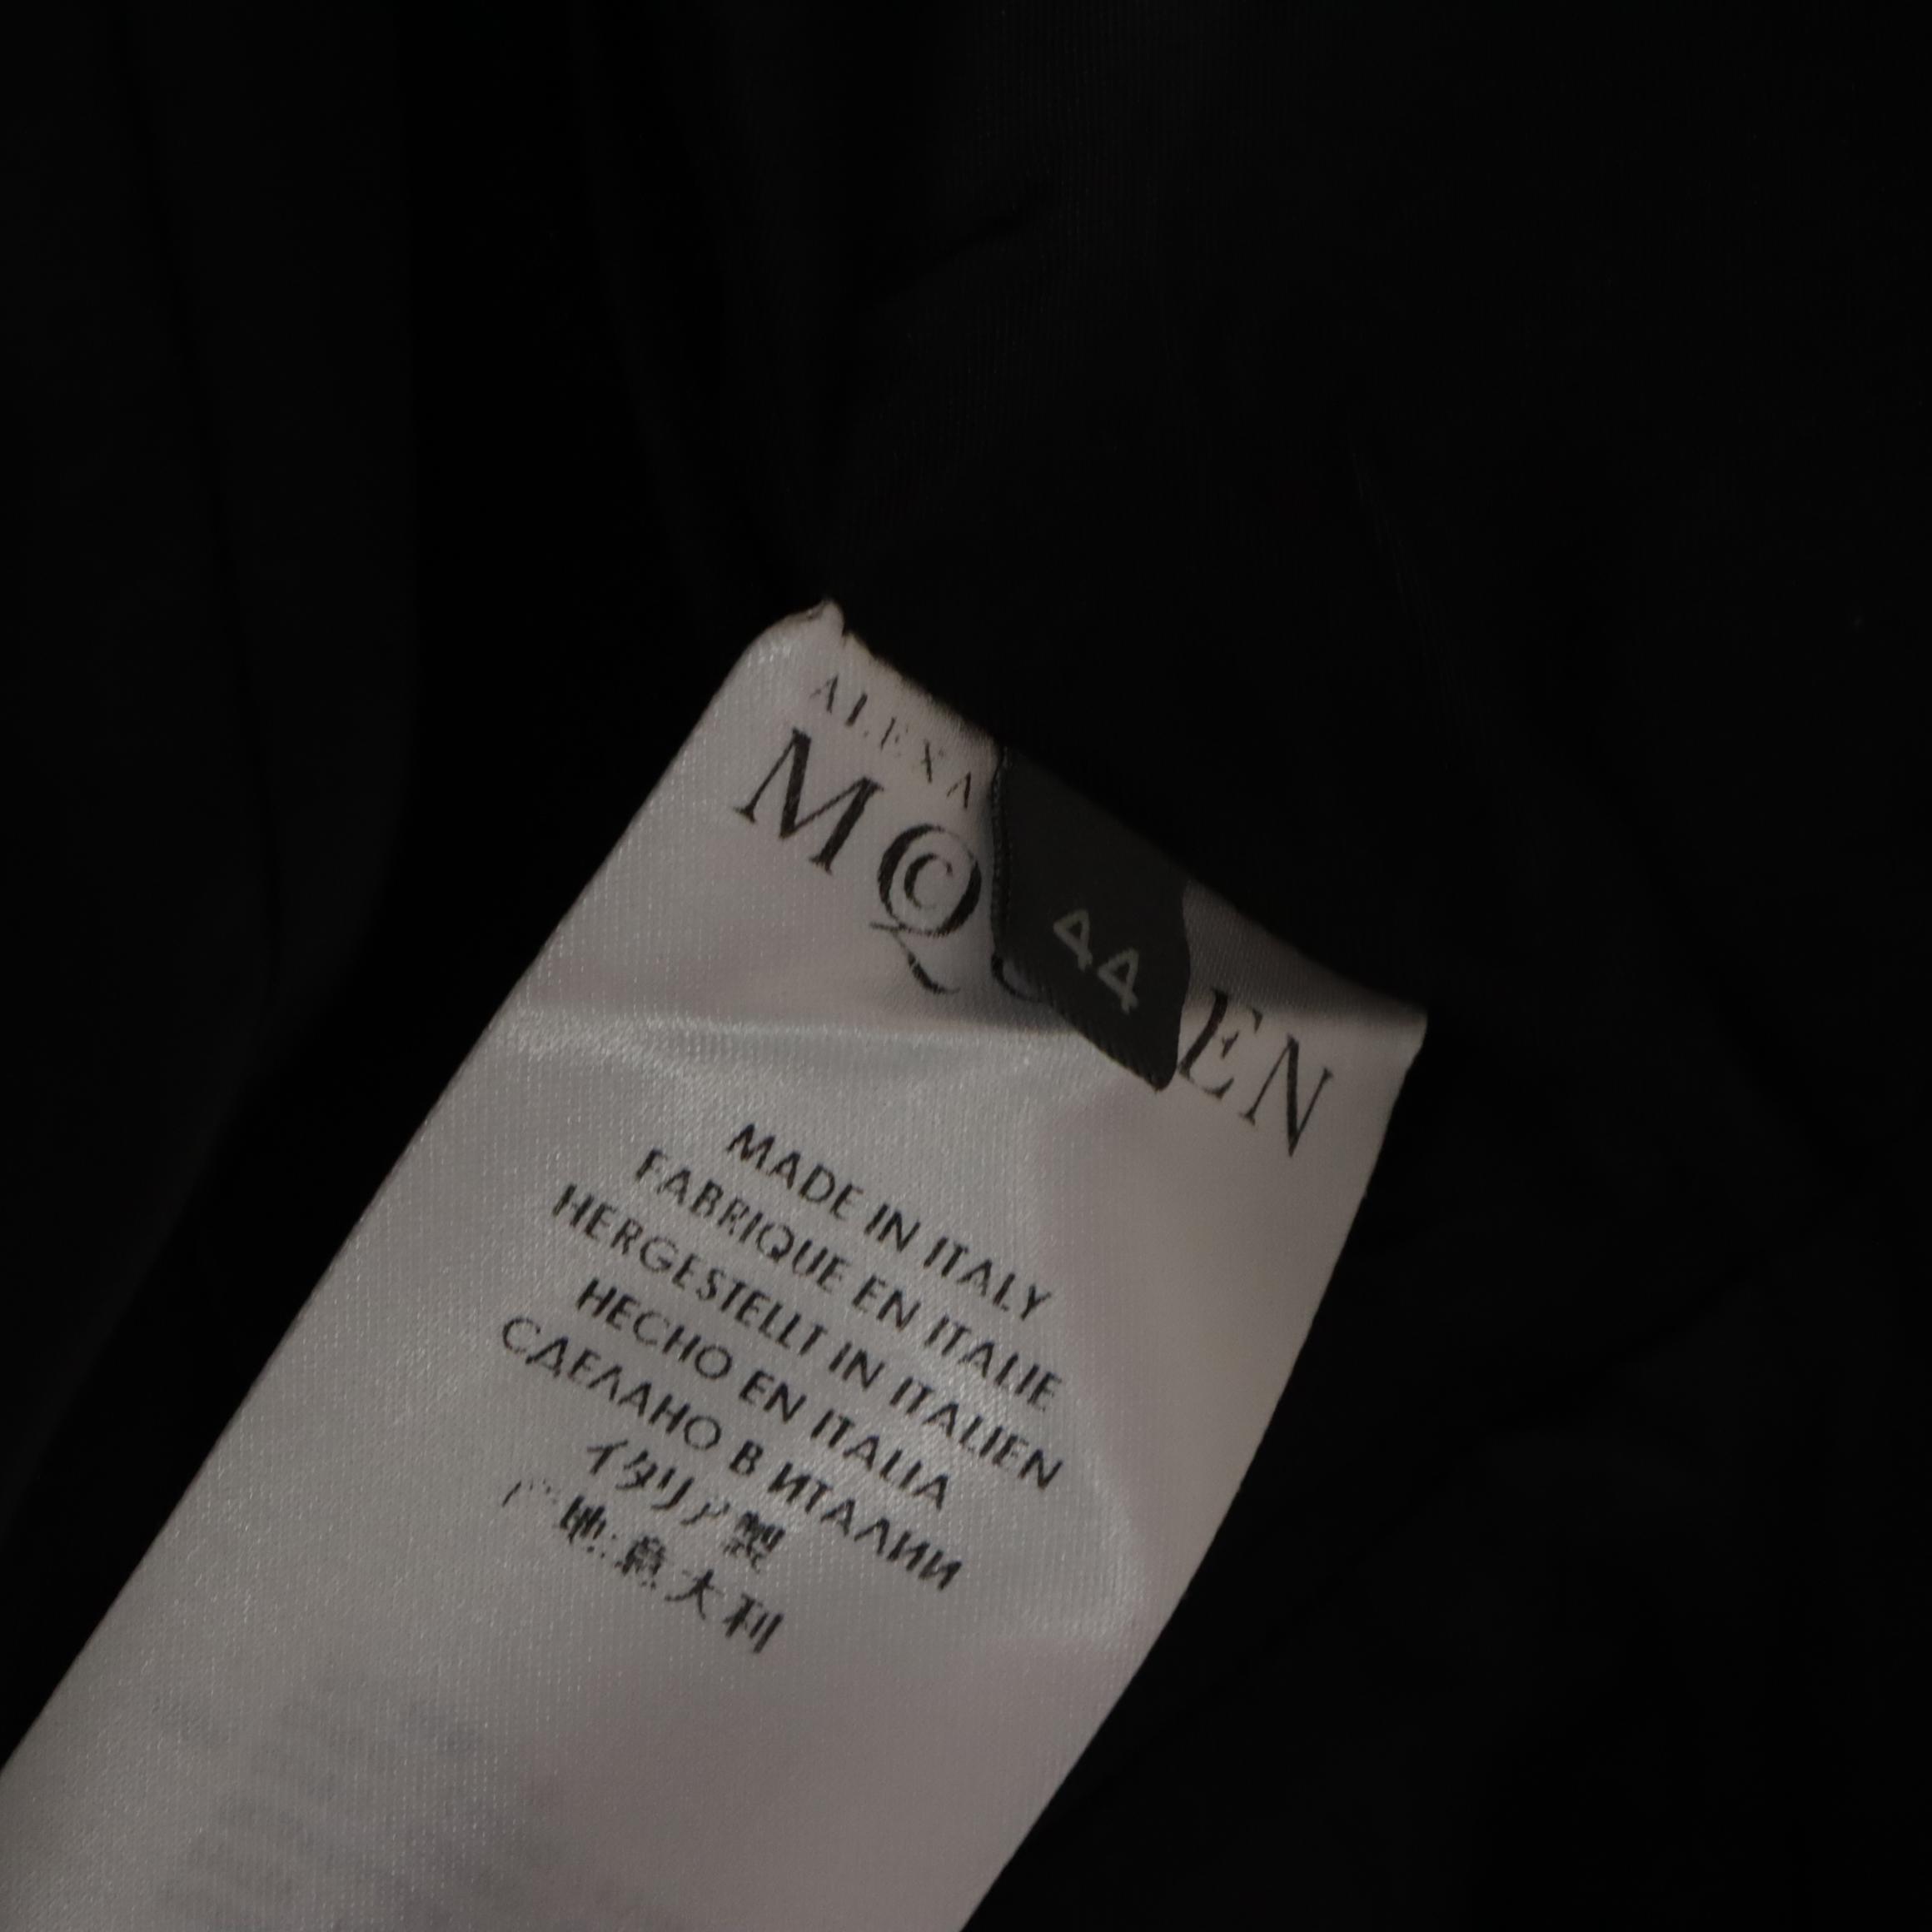 ALEXA
MQ EN
44
MADE IN ITALY
FABRIQUE EN ITALIE
HERGESTELLT IN ITALIEN
HECHO EN ITALIA
СДЕЛАНО В ИТАЛИИ
イタリア製
产地:意大利